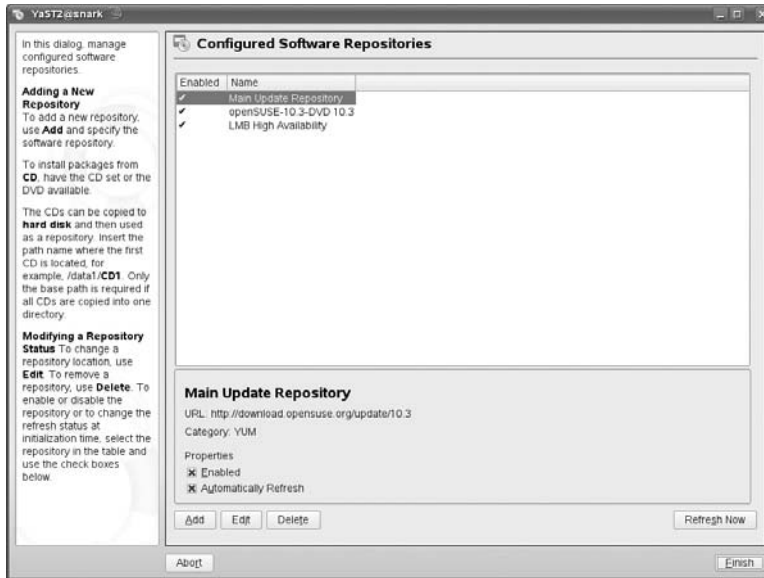 YaST2@snark
In this dialog, manage
configured software
repositories.
Adding a New
Repository
To add a new repository,
use Add and specify the
software repository.
To install packages from
CD, have the CD set or the
DVD available.
The CDs can be copied to
hard disk and then used
as a repository. Insert the
path name where the first
CD is located, for
example, /data1/CD1. Only
the base path is required if
all CDs are copied into one
directory.
Modifying a Repository
Status To change a
repository location, use
Edit. To remove a
repository, use Delete. To
enable or disable the
repository or to change the
refresh status at
initialization time, select the
repository in the table and
use the check boxes
below.
Configured Software Repositories
Enabled Name
Main Update Repository
openSUSE-10.3-DVD 10.3
LMB High Availability
Main Update Repository
URL: http://download.opensuse.org/update/10.3
Category: YUM
Properties
Enabled
Automatically Refresh
Add Edit Delete Refresh Now
Abort Finish